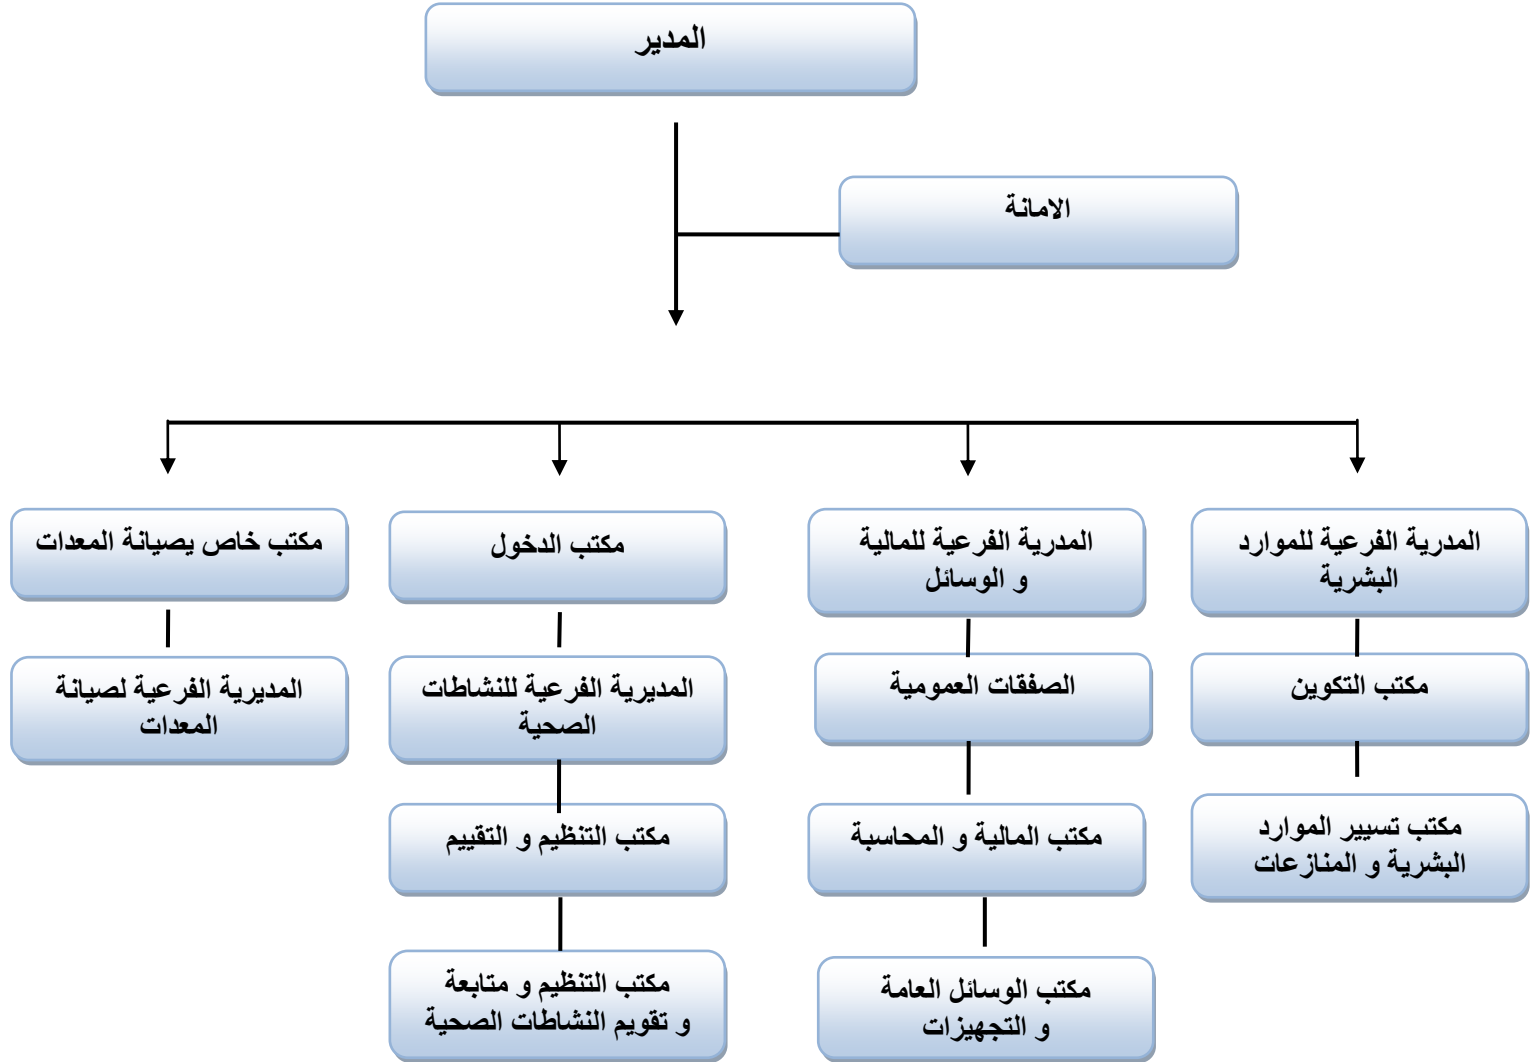 المدير
الامانة
المدرية الفرعية للموارد
البشرية
المدرية الفرعية للمالية
و الوسائل
مكتب الدخول
مكتب خاص يصيانة المعدات
مكتب التكوين
الصفقات العمومية
المديرية الفرعية للنشاطات
الصحية
المديرية الفرعية لصيانة
المعدات
مكتب تسيير الموارد
البشرية و المنازعات
مكتب المالية و المحاسبة
مكتب التنظيم و التقييم
مكتب الوسائل العامة
و التجهيزات
مكتب التنظيم و متابعة
و تقويم النشاطات الصحية